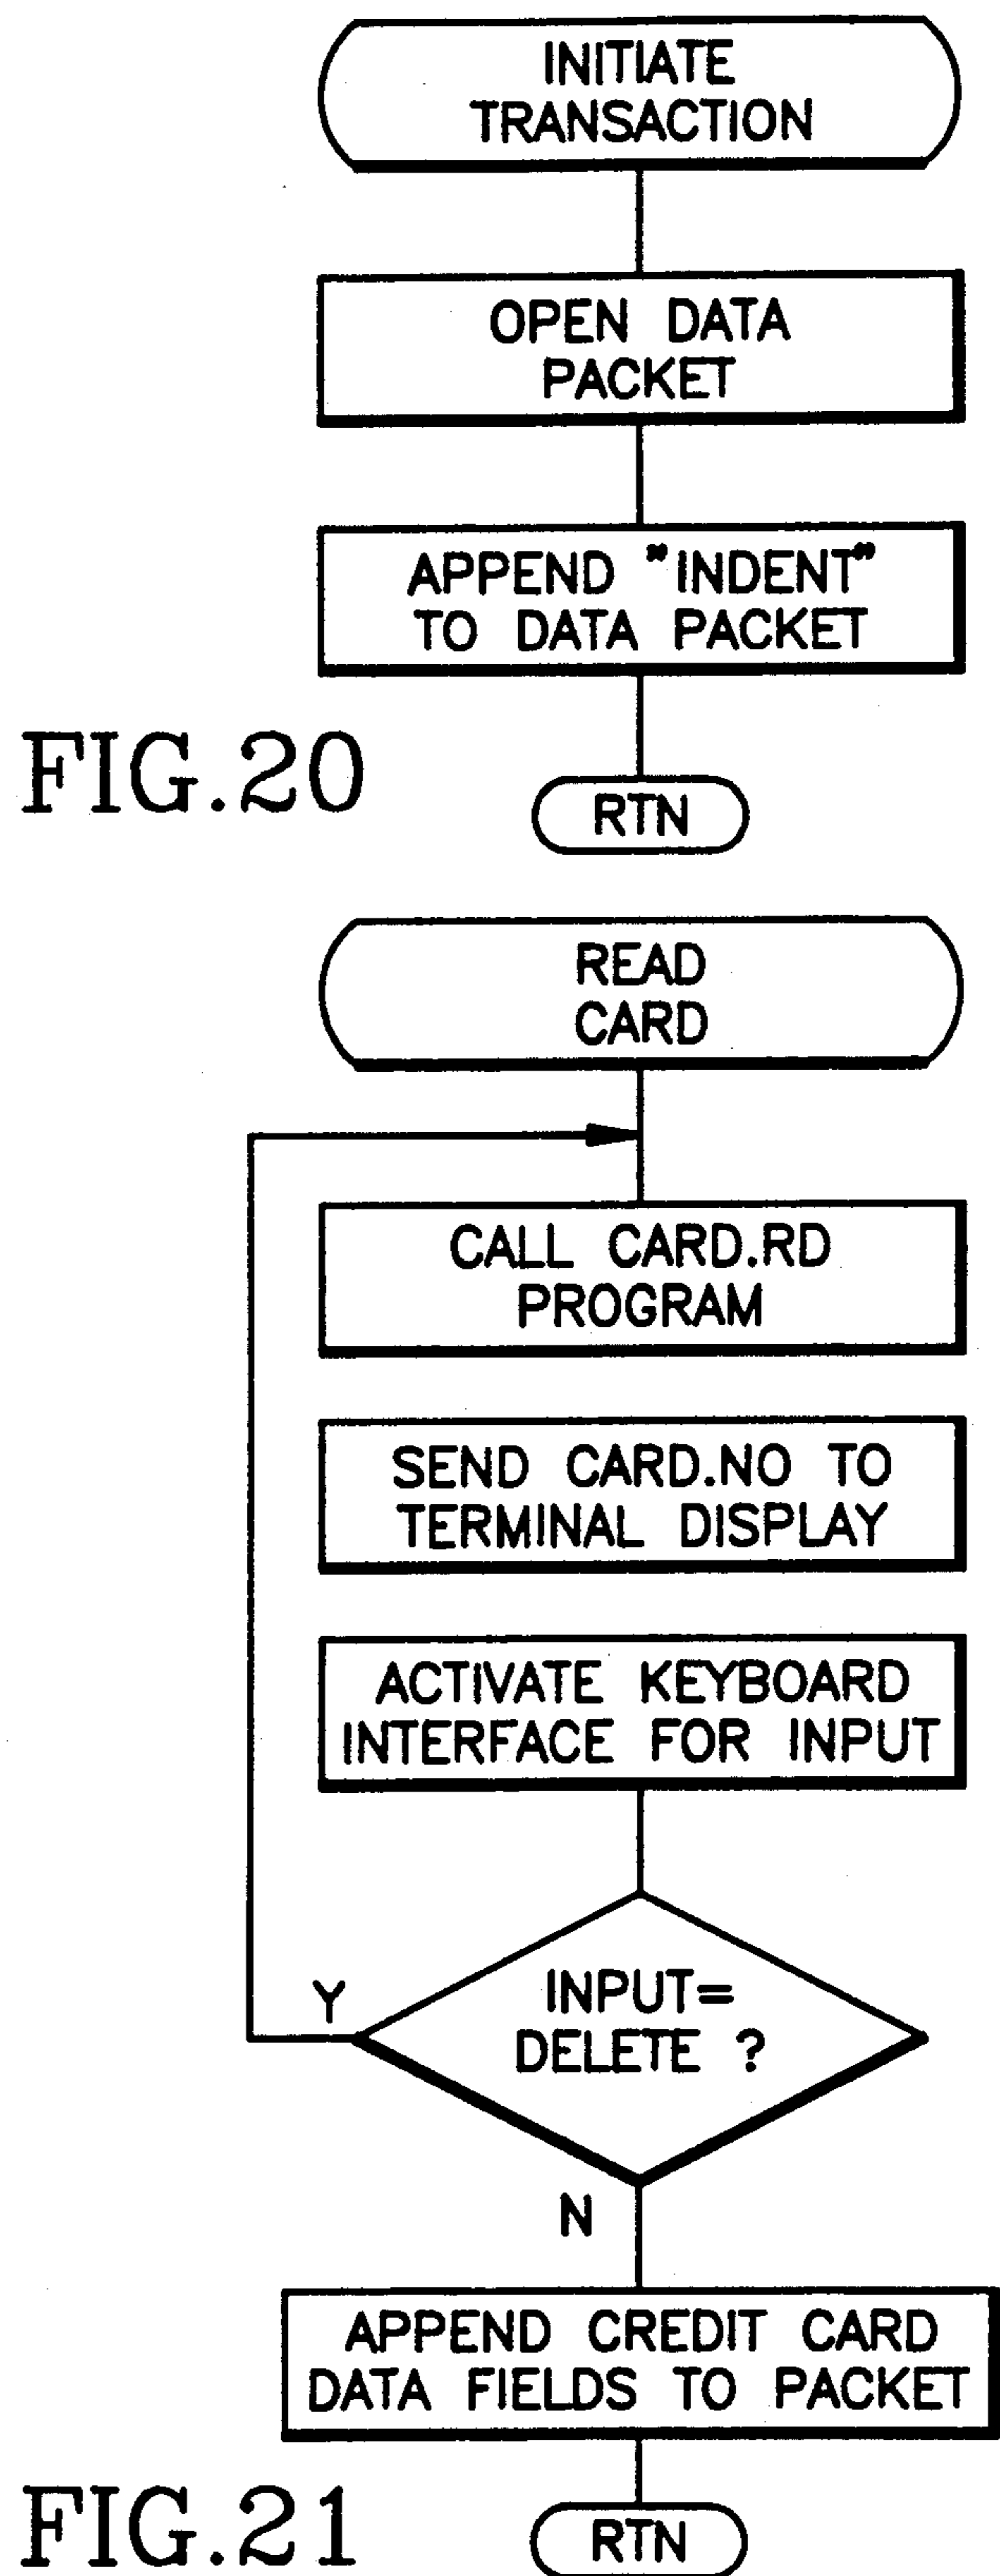 INITIATE
TRANSACTION
OPEN DATA
PACKET
APPEND "INDENT"
TO DATA PACKET
RTN
FIG.20
READ
CARD
CALL CARD.RD
PROGRAM
SEND CARD.NO TO
TERMINAL DISPLAY
ACTIVATE KEYBOARD
INTERFACE FOR INPUT
Y
INPUT=
DELETE ?
N
APPEND CREDIT CARD
DATA FIELDS TO PACKET
RTN
FIG.21